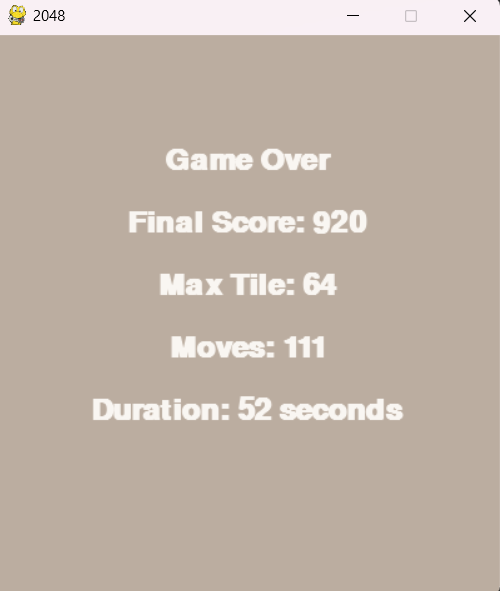 2048
Game Over
Final Score: 920
Max Tile: 64
Moves: 111
Duration: 52 seconds